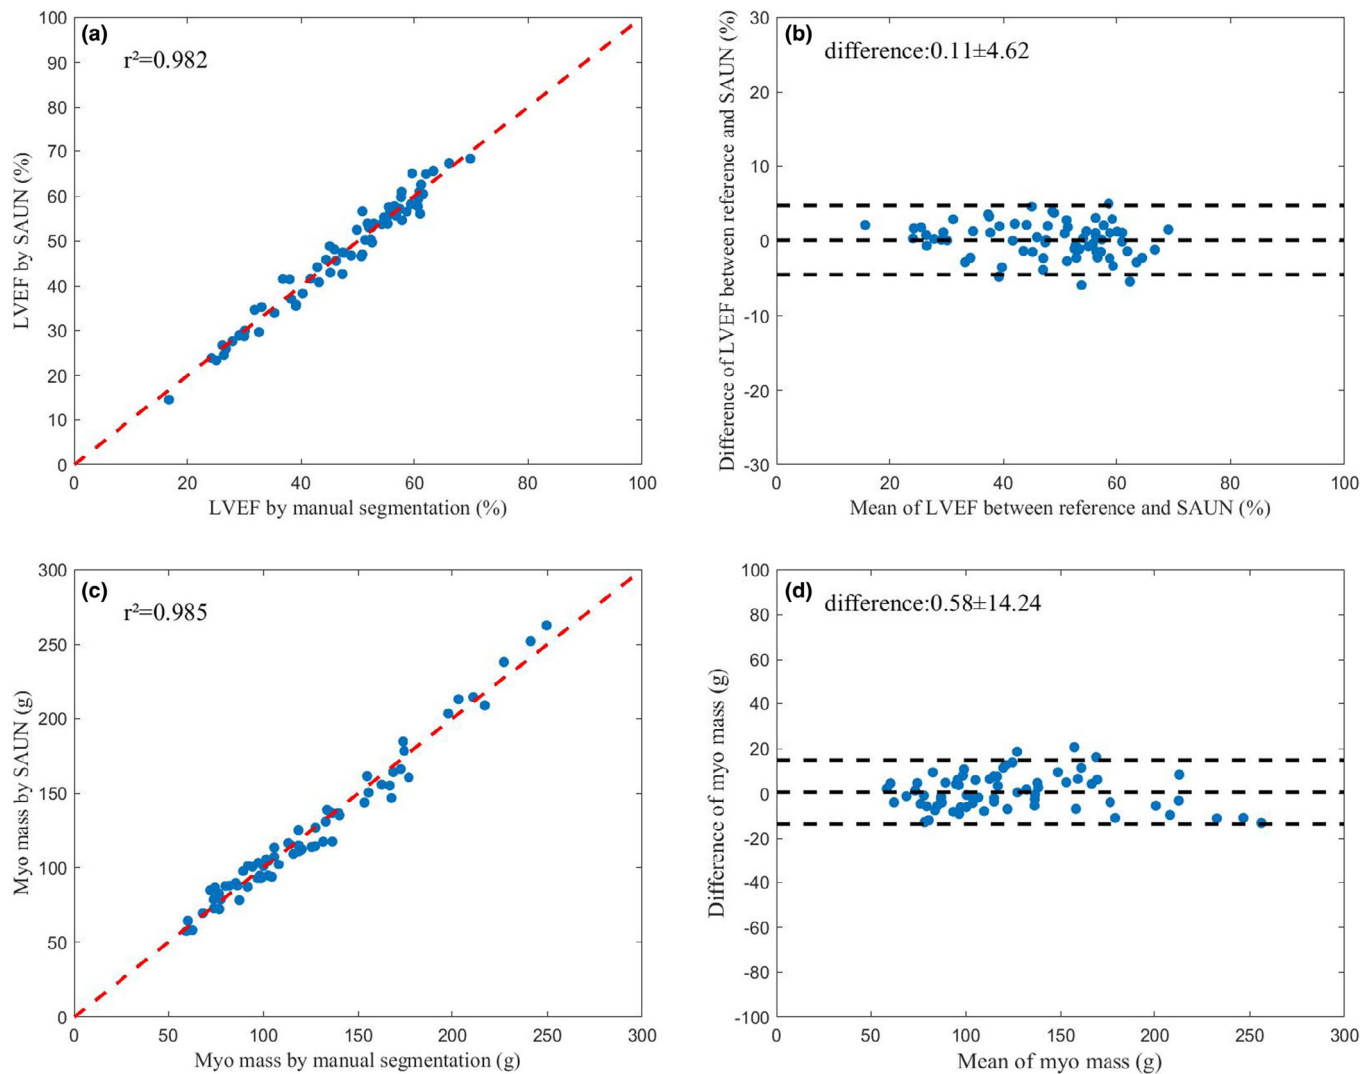 (a)
r²=0.982
100
90
80
70
60
50
40
30
20
10
0
LVEF by SAUN (%)
0 20 40 60 80 100
LVEF by manual segmentation (%)
(b)
difference:0.11±4.62
30
20
10
0
-10
-20
-30
Difference of LVEF between reference and SAUN (%)
0 20 40 60 80 100
Mean of LVEF between reference and SAUN (%)
(c)
r²=0.985
300
250
200
150
100
50
0
Myo mass by SAUN (g)
0 50 100 150 200 250 300
Myo mass by manual segmentation (g)
(d)
difference:0.58±14.24
100
80
60
40
20
0
-20
-40
-60
-80
-100
Difference of myo mass (g)
0 50 100 150 200 250 300
Mean of myo mass (g)